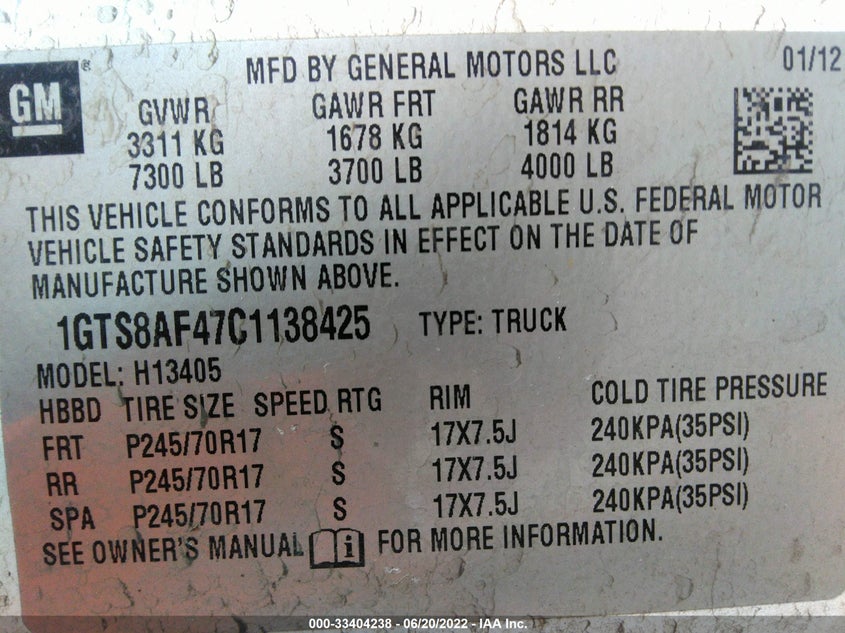 MFD BY GENERAL MOTORS LLC 01/12
GM®
GVWR GAWR FRT GAWR RR
3311 KG 1678 KG 1814 KG
7300 LB 3700 LB 4000 LB
THIS VEHICLE CONFORMS TO ALL APPLICABLE U.S. FEDERAL MOTOR
VEHICLE SAFETY STANDARDS IN EFFECT ON THE DATE OF
MANUFACTURE SHOWN ABOVE.
1GTS8AF47C1138425 TYPE: TRUCK
MODEL: H13405
HBBD TIRE SIZE SPEED RTG RIM COLD TIRE PRESSURE
FRT P245/70R17 S 17X7.5J 240KPA(35PSI)
RR P245/70R17 S 17X7.5J 240KPA(35PSI)
SPA P245/70R17 S 17X7.5J 240KPA(35PSI)
SEE OWNER'S MANUAL i FOR MORE INFORMATION.
000-33404238 - 06/20/2022 - IAA Inc.